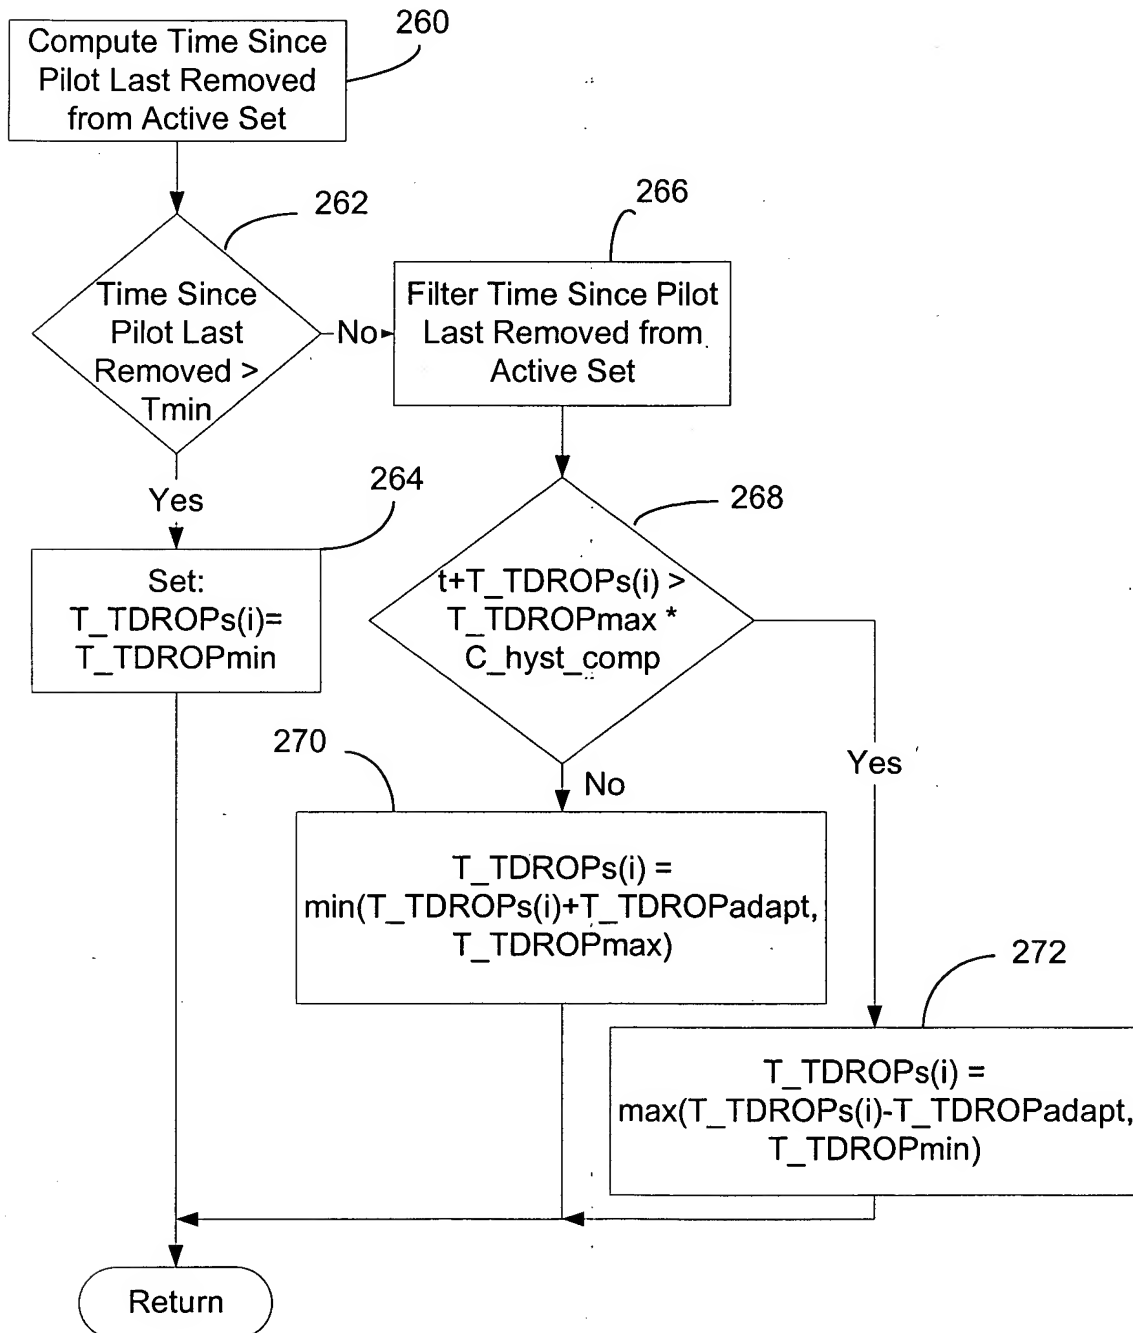 260
Compute Time Since
Pilot Last Removed
from Active Set
262
Time Since
Pilot Last
Removed >
Tmin
No
266
Filter Time Since Pilot
Last Removed from
Active Set
Yes
264
Set:
T_TDROPs(i)=
T_TDROPmin
268
t+T_TDROPs(i) >
T_TDROPmax *
C_hyst_comp
No
Yes
270
T_TDROPs(i) =
min(T_TDROPs(i)+T_TDROPadapt,
T_TDROPmax)
272
T_TDROPs(i) =
max(T_TDROPs(i)-T_TDROPadapt,
T_TDROPmin)
Return